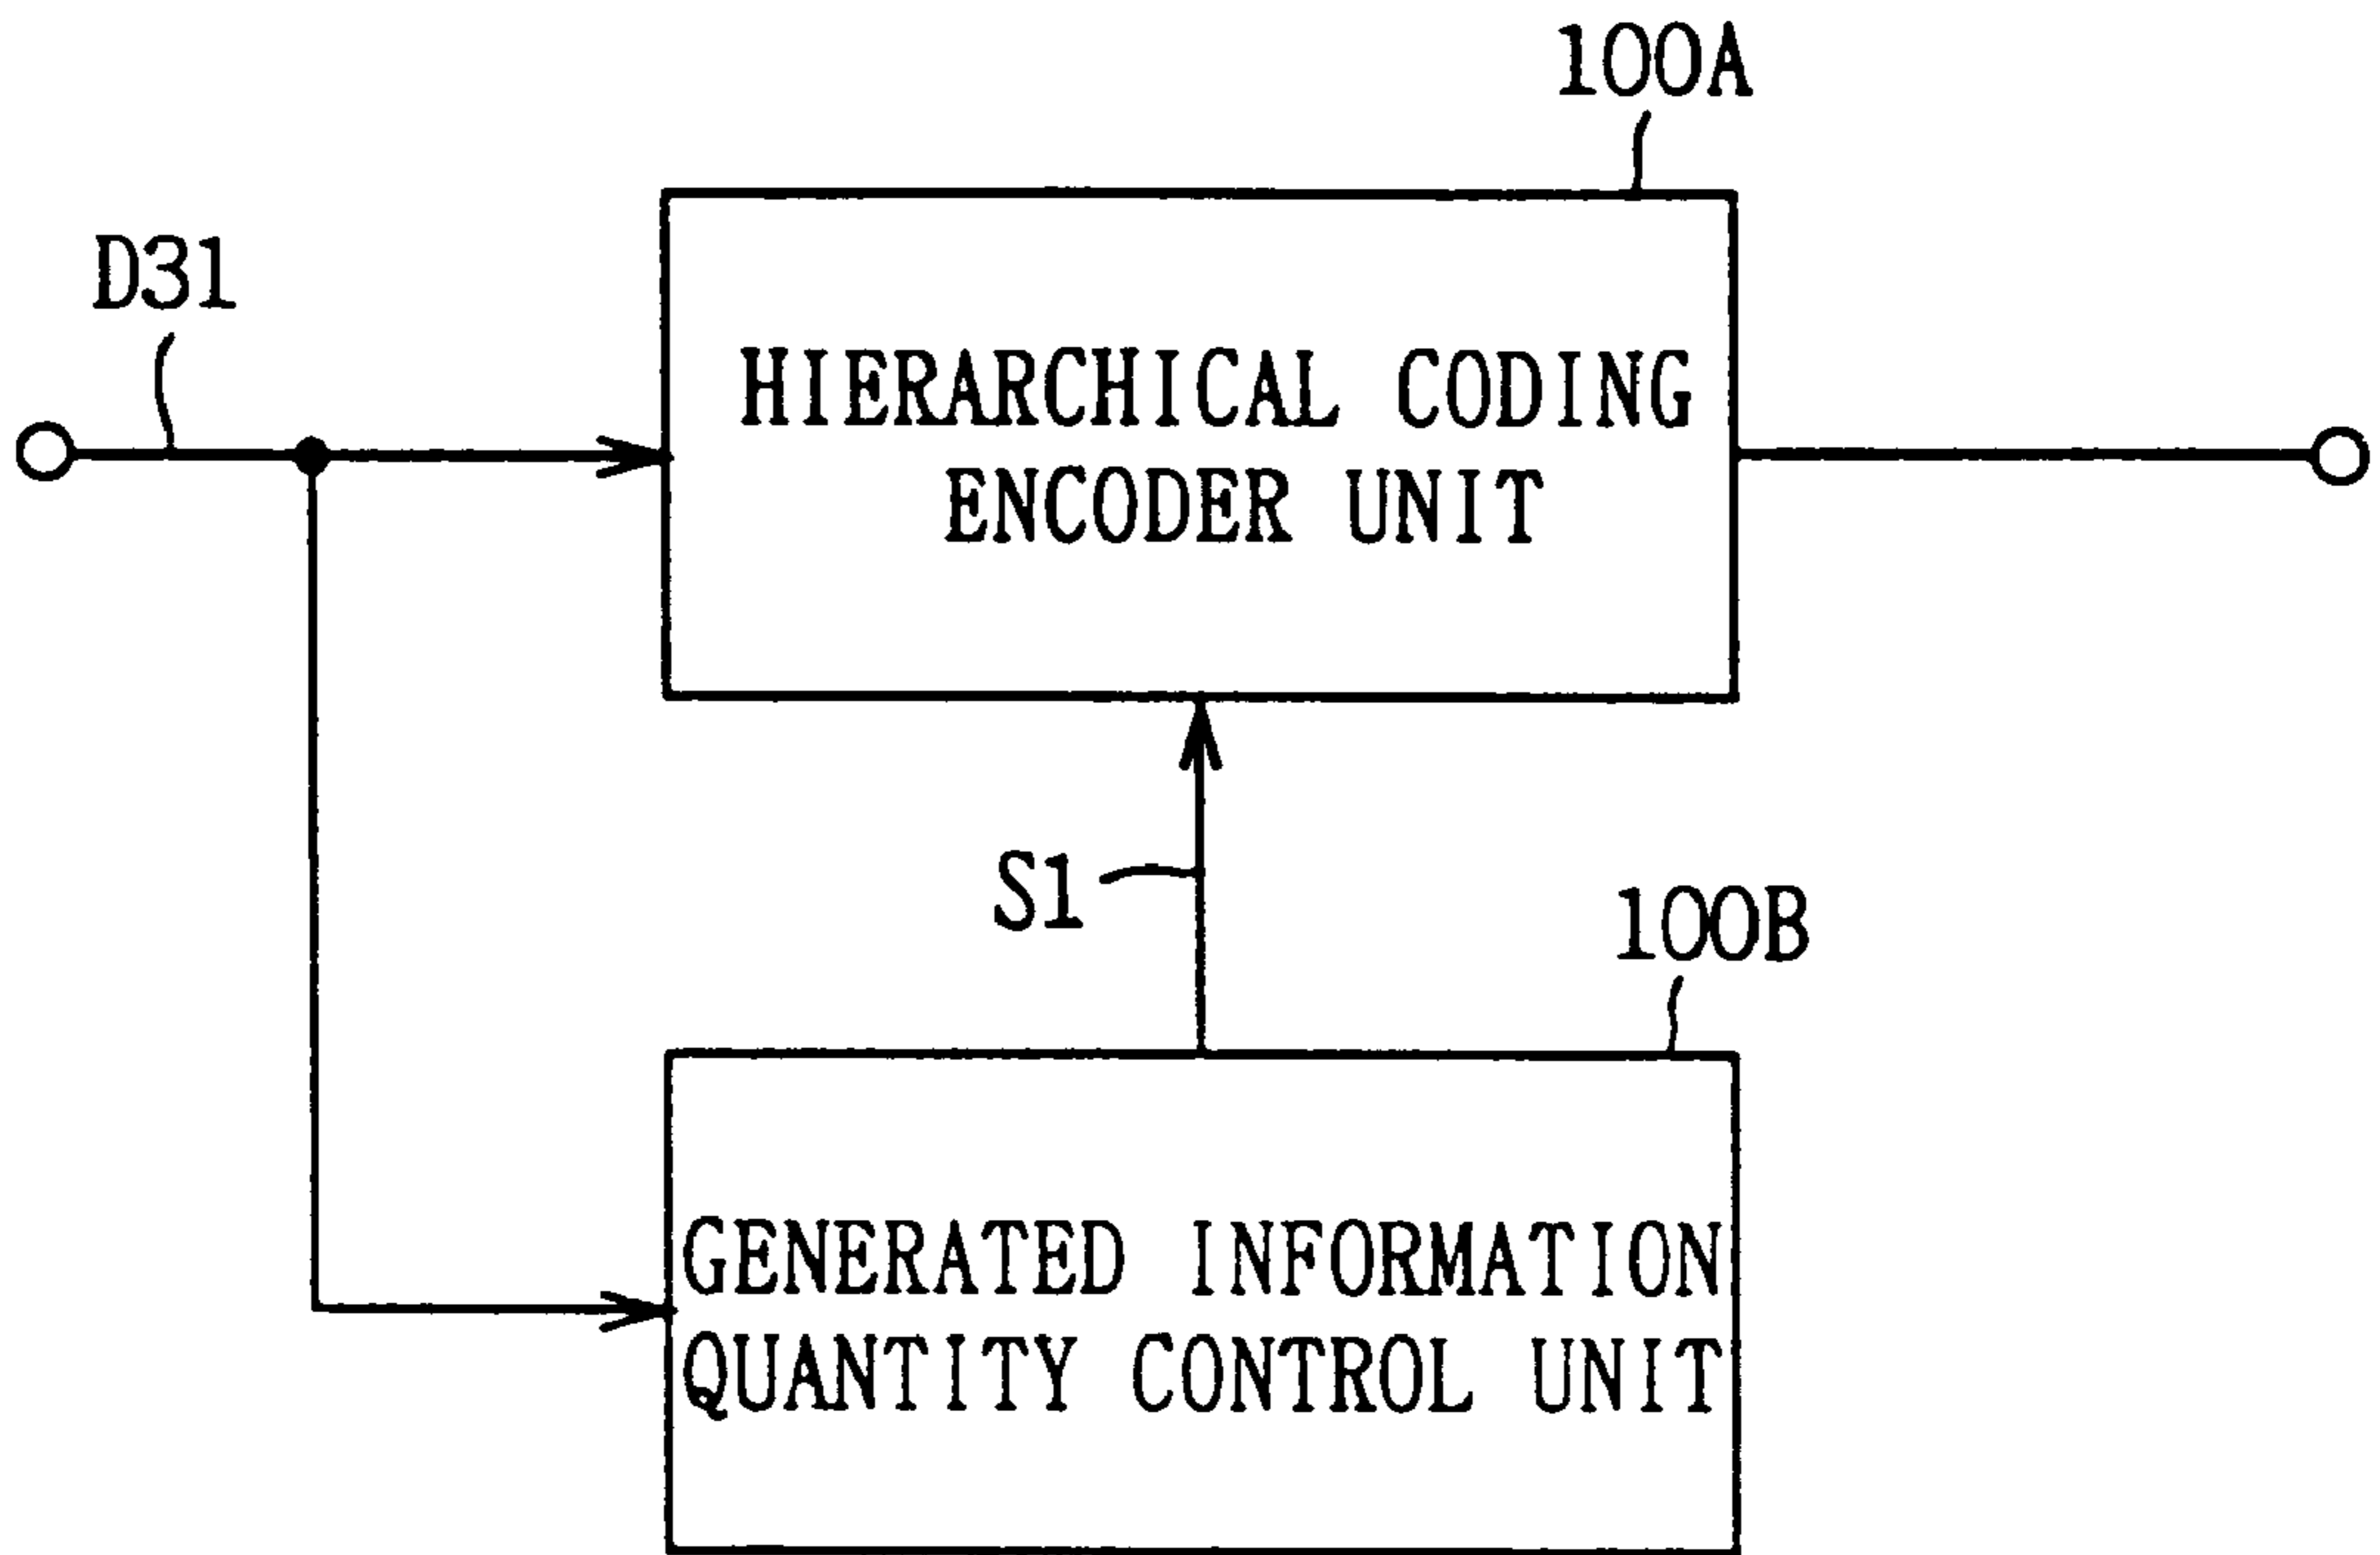 100A
D31
HIERARCHICAL CODING
ENCODER UNIT
S1
100B
GENERATED INFORMATION
QUANTITY CONTROL UNIT